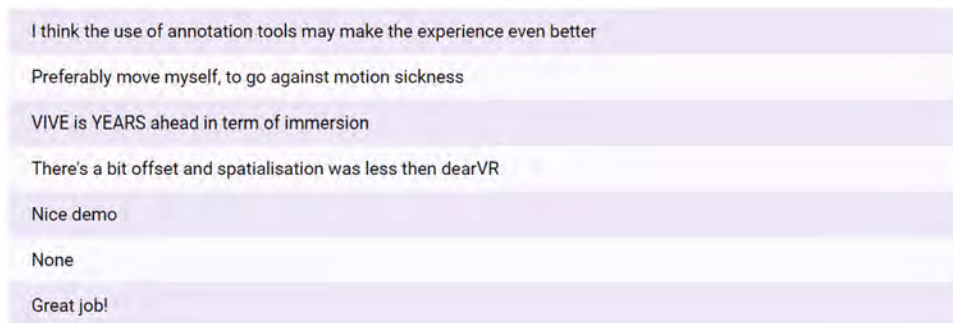 I think the use of annotation tools may make the experience even better
Preferably move myself, to go against motion sickness
VIVE is YEARS ahead in term of immersion
There's a bit offset and spatialisation was less then dearVR
Nice demo
None
Great job!